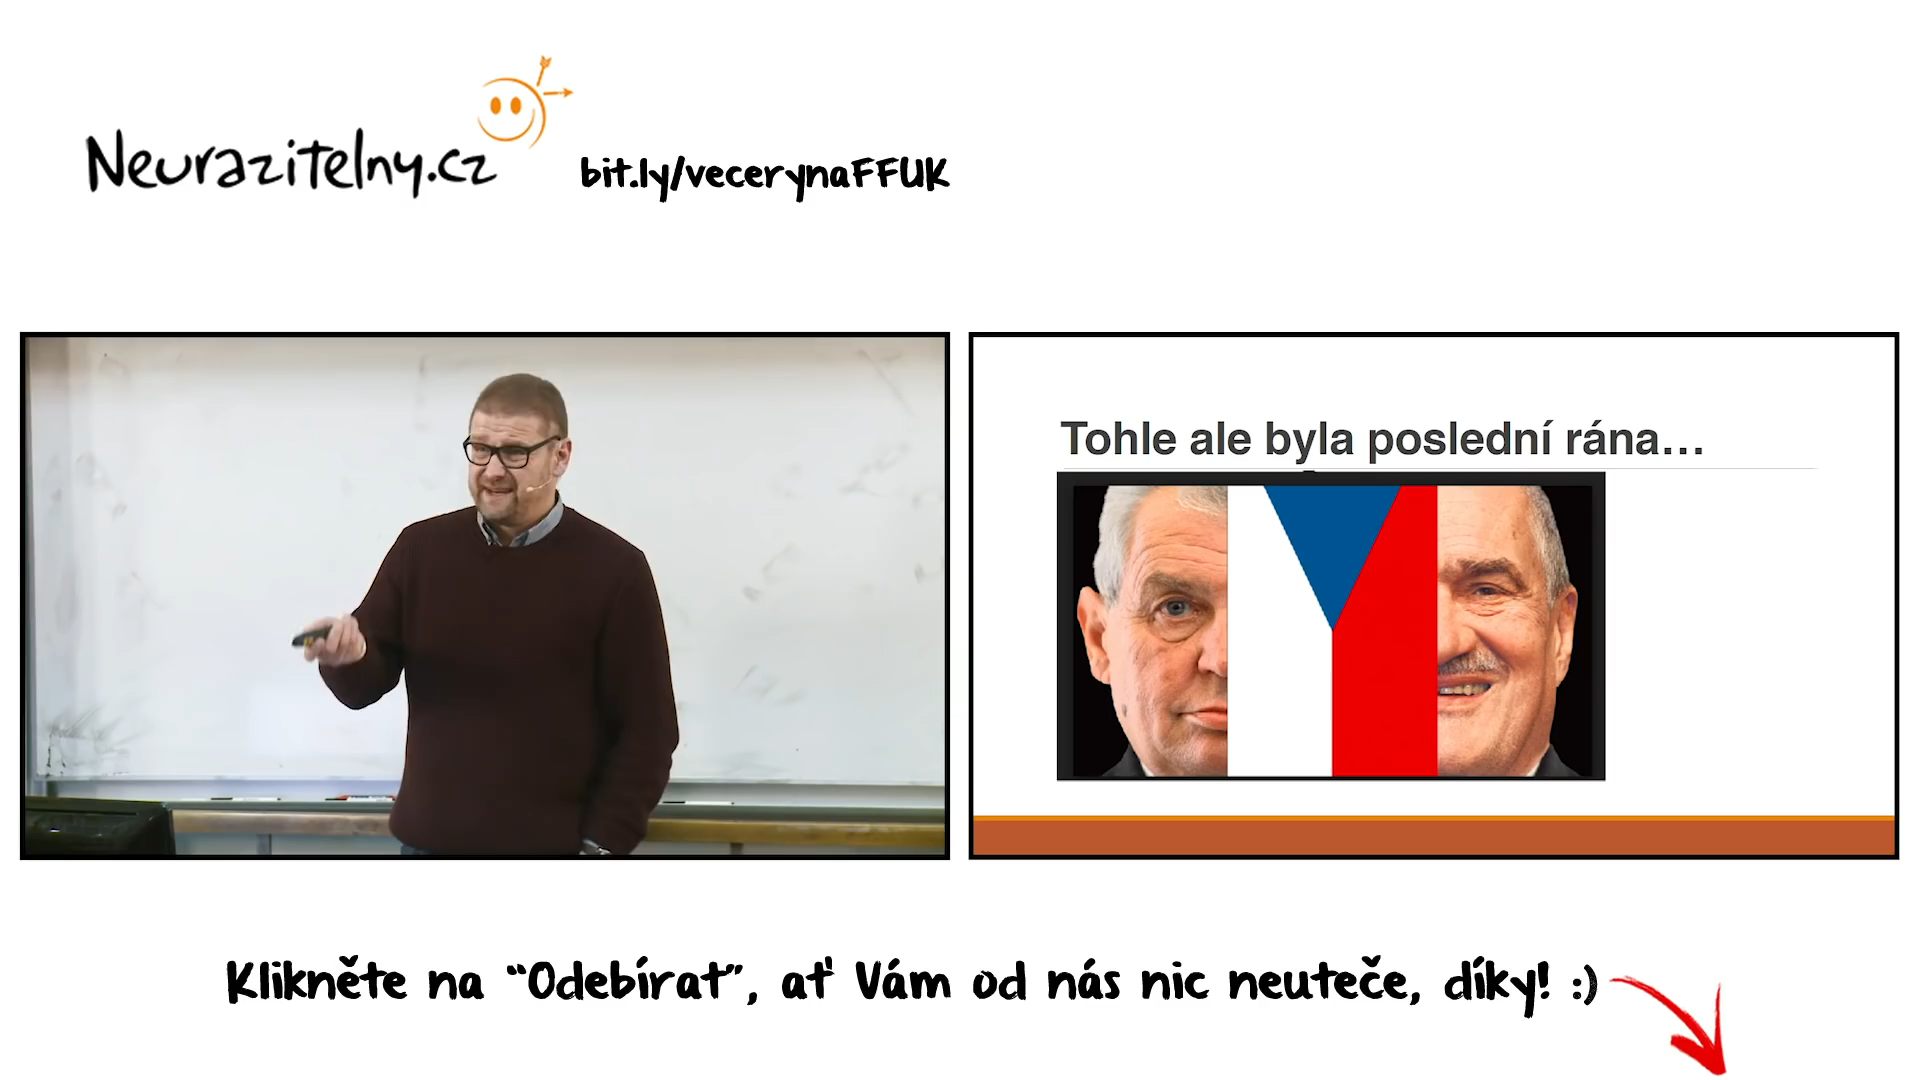 Neurazitelny.cz
bit.ly/vecerynaFFUK
Tohle ale byla poslední rána…
Klikněte na “Odebírat”, ať Vám od nás nic neuteče, díky! :)